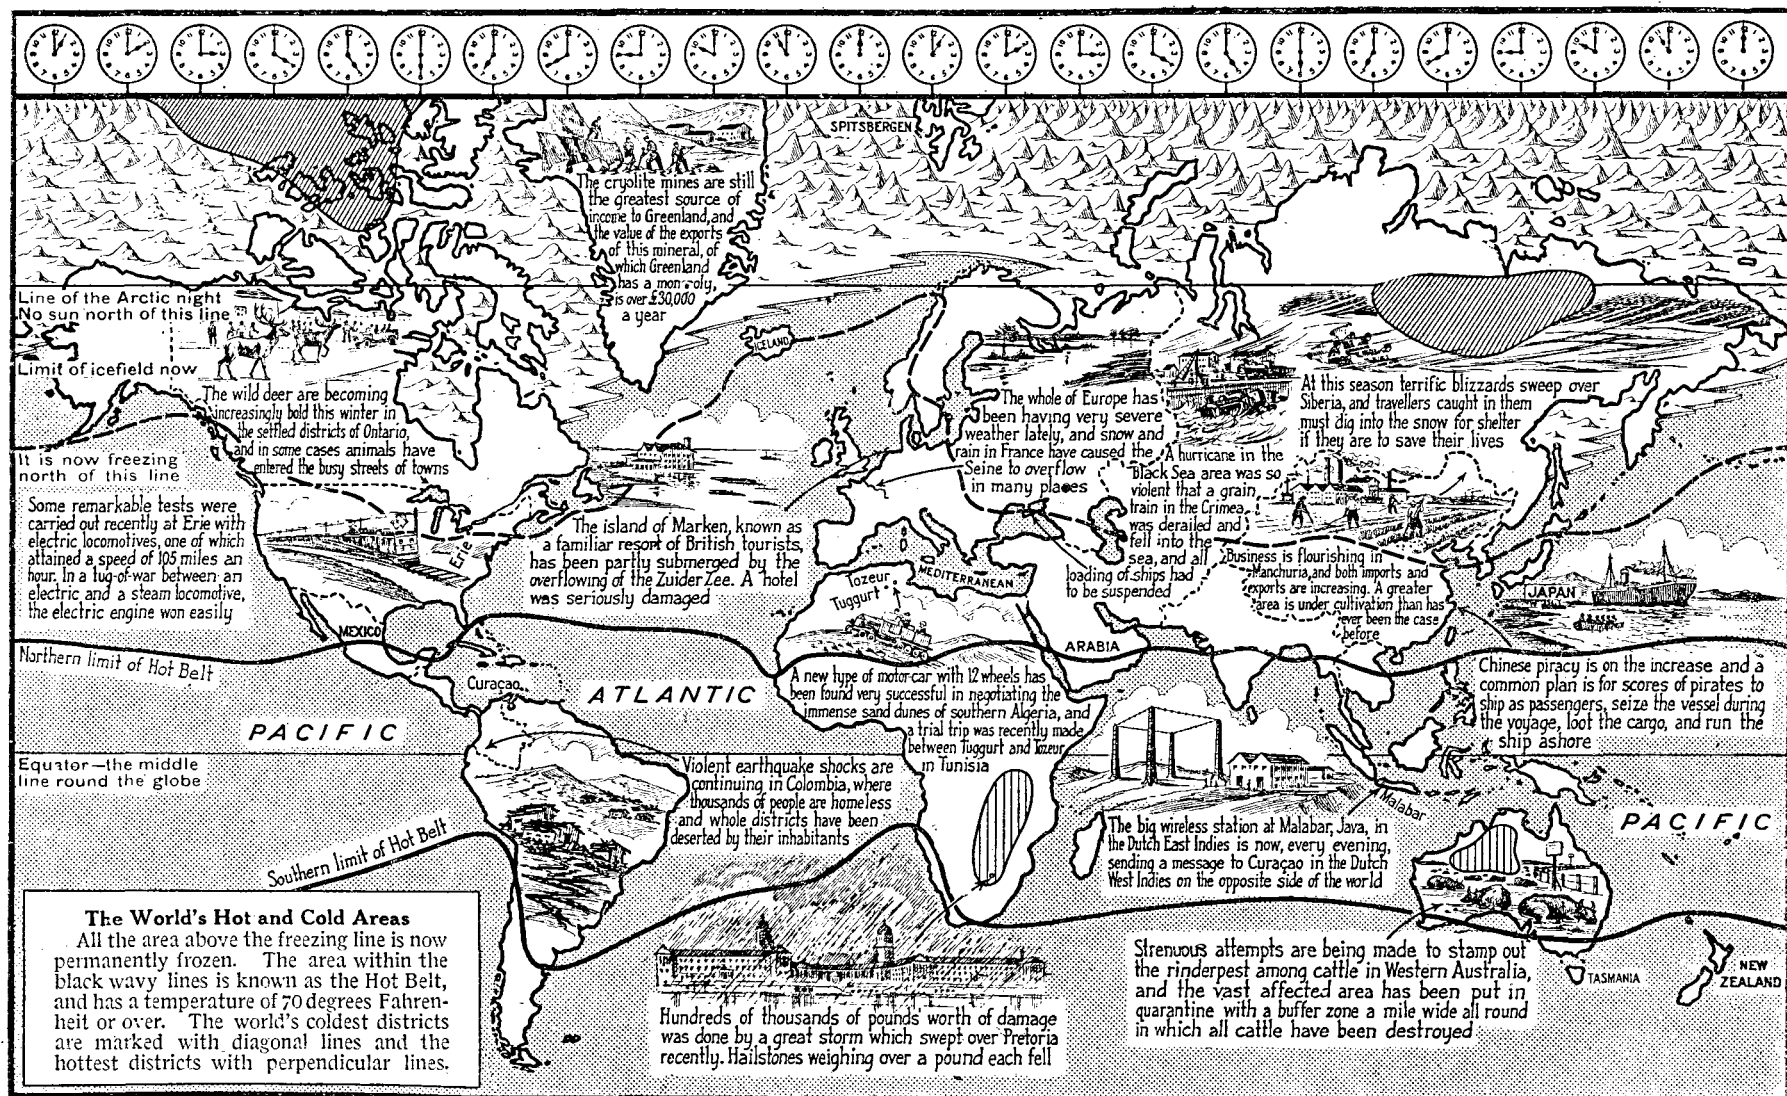 SPITSBERGEN
The cryolite mines are still
the greatest source of
income to Greenland, and
the value of the exports
of this mineral, of
which Greenland
has a monopoly,
is over £30,000
a year
Line of the Arctic night
No sun north of this line
Limit of icefield now
ICELAND
The wild deer are becoming
increasingly bold this winter in
the settled districts of Ontario,
and in some cases animals have
entered the busy streets of towns
The whole of Europe has
been having very severe
weather lately, and snow and
rain in France have caused the
Seine to overflow
in many places
At this season terrific blizzards sweep over
Siberia, and travellers caught in them
must dig into the snow for shelter
if they are to save their lives
It is now freezing
north of this line
A hurricane in the
Black Sea area was so
violent that a grain
train in the Crimea
was derailed and
fell into the
sea, and all
loading of ships had
to be suspended
Some remarkable tests were
carried out recently at Erie with
electric locomotives, one of which
attained a speed of 105 miles an
hour. In a tug-of-war between an
electric and a steam locomotive,
the electric engine won easily
Erie
The island of Marken, known as
a familiar resort of British tourists,
has been partly submerged by the
overflowing of the Zuider Zee. A hotel
was seriously damaged
Business is flourishing in
Manchuria, and both imports and
exports are increasing. A greater
area is under cultivation than has
ever been the case
before
MEDITERRANEAN
Tozeur
Tuggurt
JAPAN
MEXICO
ARABIA
Northern limit of Hot Belt
Curaçao
ATLANTIC
PACIFIC
A new type of motor-car with 12 wheels has
been found very successful in negotiating the
immense sand dunes of southern Algeria, and
a trial trip was recently made
between Tuggurt and Tozeur
in Tunisia
Chinese piracy is on the increase and a
common plan is for scores of pirates to
ship as passengers, seize the vessel during
the voyage, loot the cargo, and run the
ship ashore
Equator—the middle
line round the globe
Violent earthquake shocks are
continuing in Colombia, where
thousands of people are homeless
and whole districts have been
deserted by their inhabitants
Malabar
PACIFIC
The big wireless station at Malabar, Java, in
the Dutch East Indies is now, every evening,
sending a message to Curaçao in the Dutch
West Indies on the opposite side of the world
Southern limit of Hot Belt
The World's Hot and Cold Areas
All the area above the freezing line is now
permanently frozen. The area within the
black wavy lines is known as the Hot Belt,
and has a temperature of 70 degrees Fahren-
heit or over. The world's coldest districts
are marked with diagonal lines and the
hottest districts with perpendicular lines.
Hundreds of thousands of pounds' worth of damage
was done by a great storm which swept over Pretoria
recently. Hailstones weighing over a pound each fell
Strenuous attempts are being made to stamp out
the rinderpest among cattle in Western Australia,
and the vast affected area has been put in
quarantine with a buffer zone a mile wide all round
in which all cattle have been destroyed
TASMANIA
NEW
ZEALAND